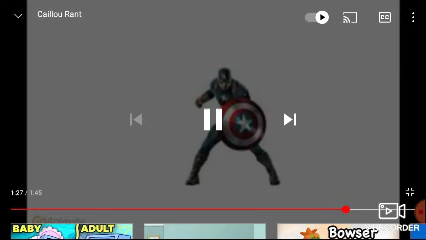 Caillou Rant
CC
1:27 / 1:45
BABY
ADULT
Bowser